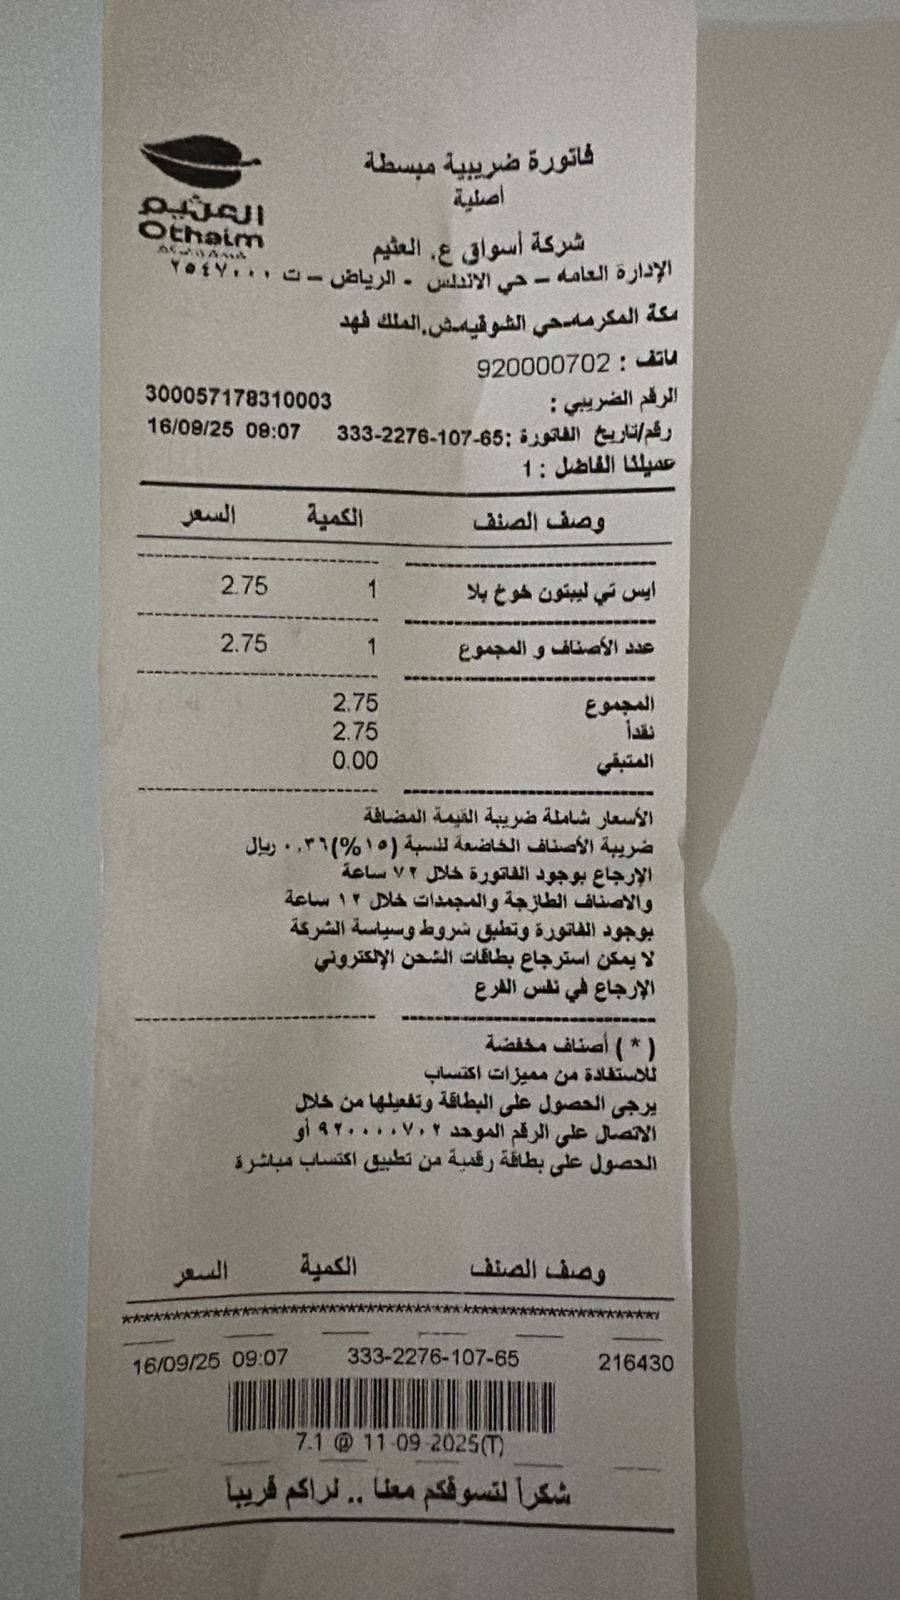 العثيم
Othaim
فاتورة ضريبية مبسطة
أصلية
شركة أسواق ع. العثيم
الإدارة العامه – حي الاندلس - الرياض – ت ٢٥٤٧٠٠٠
مكة المكرمه-حي الشوقيه-ش.الملك فهد
هاتف : 920000702
الرقم الضريبي : 300057178310003
رقم/تاريخ الفاتورة :333-2276-107-65 16/09/25 09:07
عميلنا الفاضل : 1
وصف الصنف الكمية السعر
ايس تي ليبتون خوخ بلا 1 2.75
عدد الأصناف و المجموع 1 2.75
المجموع 2.75
نقداً 2.75
المتبقي 0.00
الأسعار شاملة ضريبة القيمة المضافة
ضريبة الأصناف الخاضعة لنسبة (١٥%)٠,٣٦ ريال
الإرجاع بوجود الفاتورة خلال ٧٢ ساعة
والاصناف الطازجة والمجمدات خلال ١٢ ساعة
بوجود الفاتورة وتطبق شروط وسياسة الشركة
لا يمكن استرجاع بطاقات الشحن الإلكتروني
الإرجاع في نفس الفرع
( * ) أصناف مخفضة
للاستفادة من مميزات اكتساب
يرجى الحصول على البطاقة وتفعيلها من خلال
الاتصال على الرقم الموحد ٩٢٠٠٠٠٧٠٢ أو
الحصول على بطاقة رقمية من تطبيق اكتساب مباشرة
وصف الصنف الكمية السعر
216430 333-2276-107-65 16/09/25 09:07
7.1 @ 11-09-2025(T)
شكراً لتسوقكم معنا .. نراكم قريباً